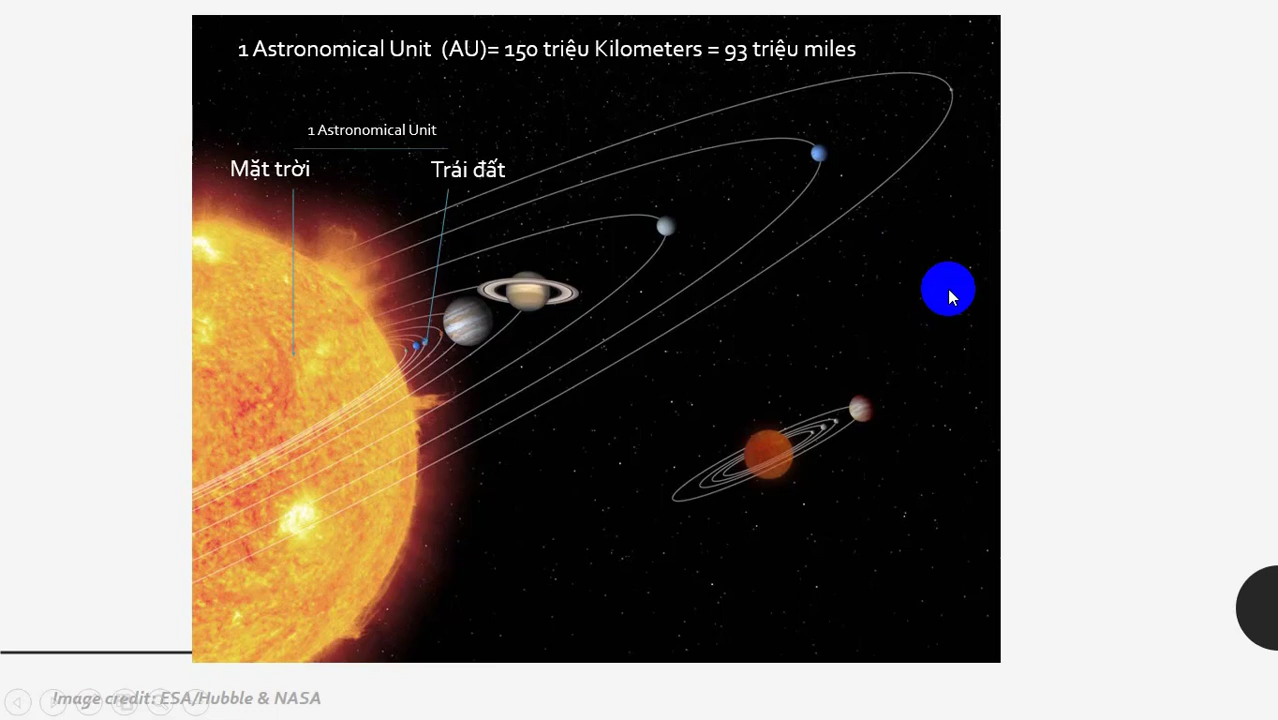 1 Astronomical Unit (AU)= 150 triệu Kilometers = 93 triệu miles
1 Astronomical Unit
Mặt trời
Trái đất
Image credit: ESA/Hubble & NASA